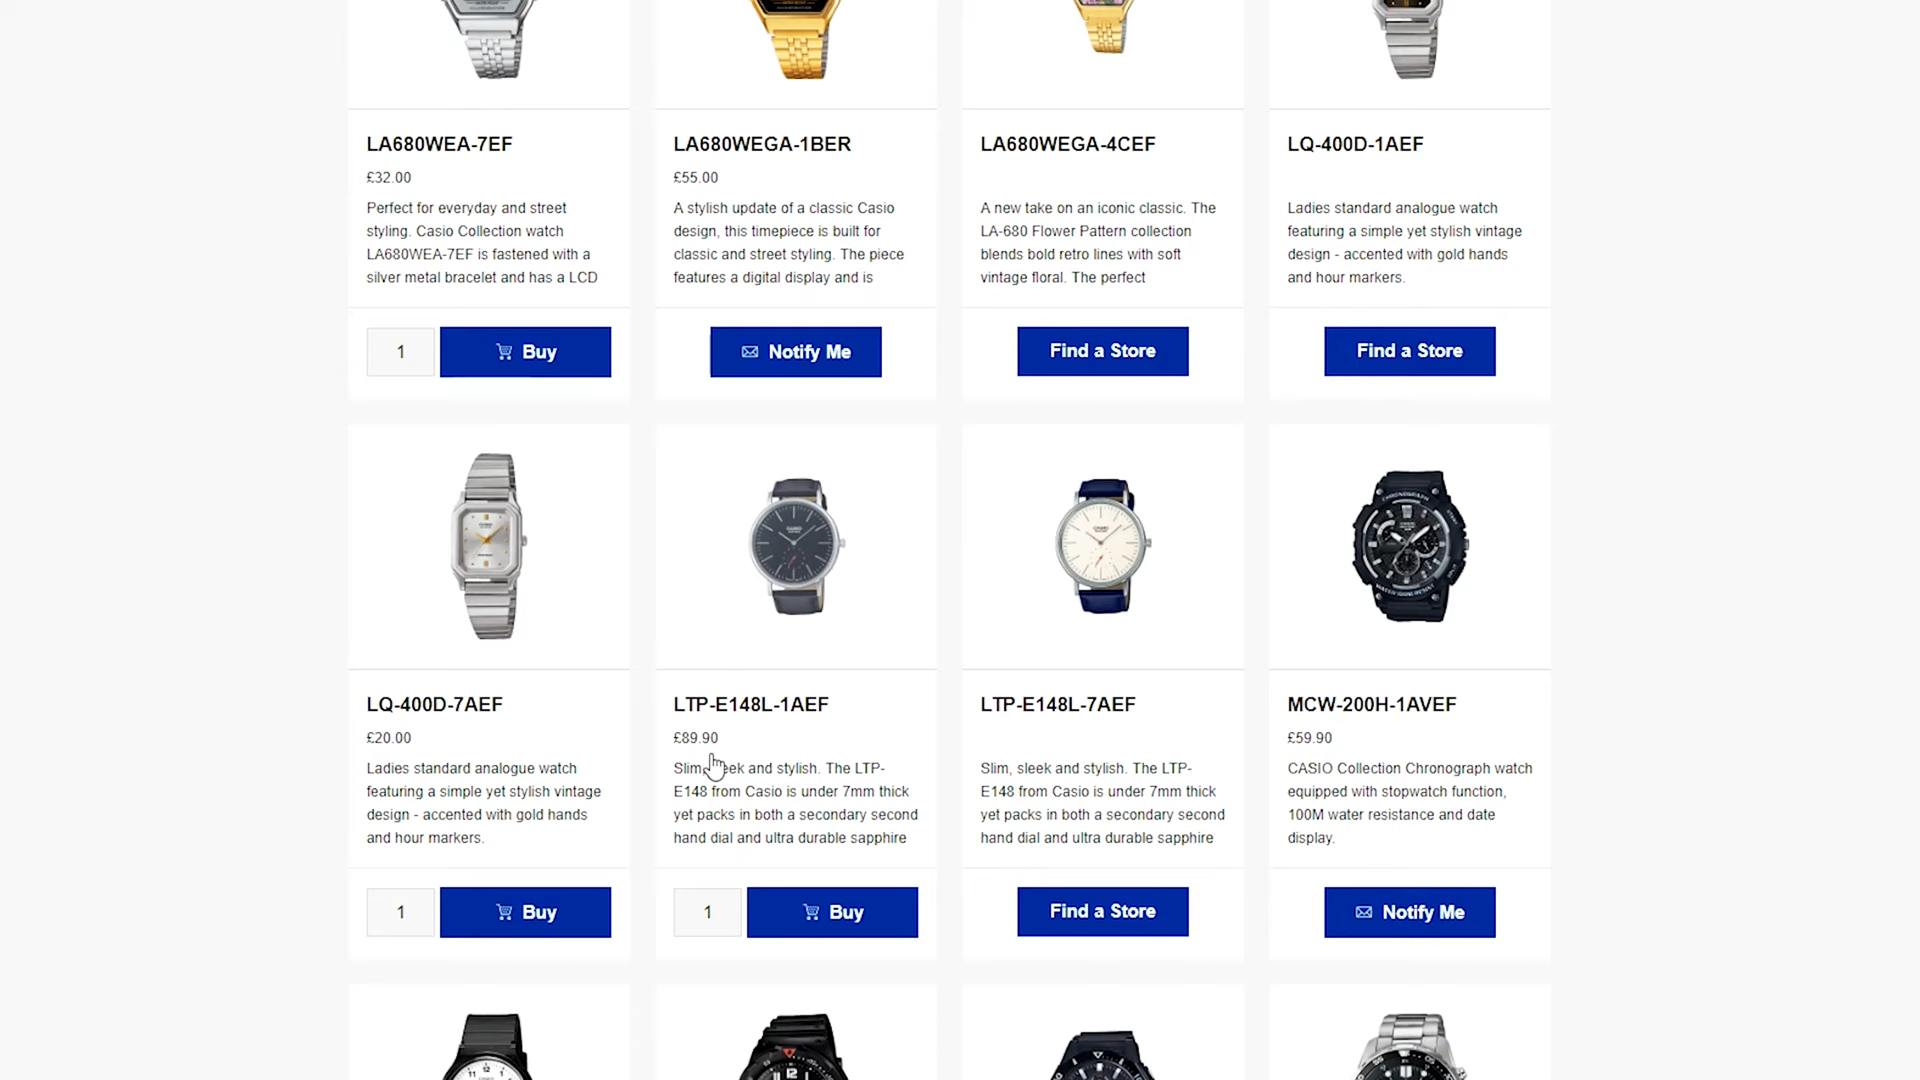 LA680WEA-7EF
£32.00
Perfect for everyday and street
styling. Casio Collection watch
LA680WEA-7EF is fastened with a
silver metal bracelet and has a LCD
1
Buy
LA680WEGA-1BER
£55.00
A stylish update of a classic Casio
design, this timepiece is built for
classic and street styling. The piece
features a digital display and is
Notify Me
LA680WEGA-4CEF
A new take on an iconic classic. The
LA-680 Flower Pattern collection
blends bold retro lines with soft
vintage floral. The perfect
Find a Store
LQ-400D-1AEF
Ladies standard analogue watch
featuring a simple yet stylish vintage
design - accented with gold hands
and hour markers.
Find a Store
LQ-400D-7AEF
£20.00
Ladies standard analogue watch
featuring a simple yet stylish vintage
design - accented with gold hands
and hour markers.
1
Buy
LTP-E148L-1AEF
£89.90
Slim, and stylish. The LTP-
E148 from Casio is under 7mm thick
yet packs in both a secondary second
hand dial and ultra durable sapphire
1
Buy
LTP-E148L-7AEF
Slim, sleek and stylish. The LTP-
E148 from Casio is under 7mm thick
yet packs in both a secondary second
hand dial and ultra durable sapphire
Find a Store
MCW-200H-1AVEF
£59.90
CASIO Collection Chronograph watch
equipped with stopwatch function,
100M water resistance and date
display.
Notify Me